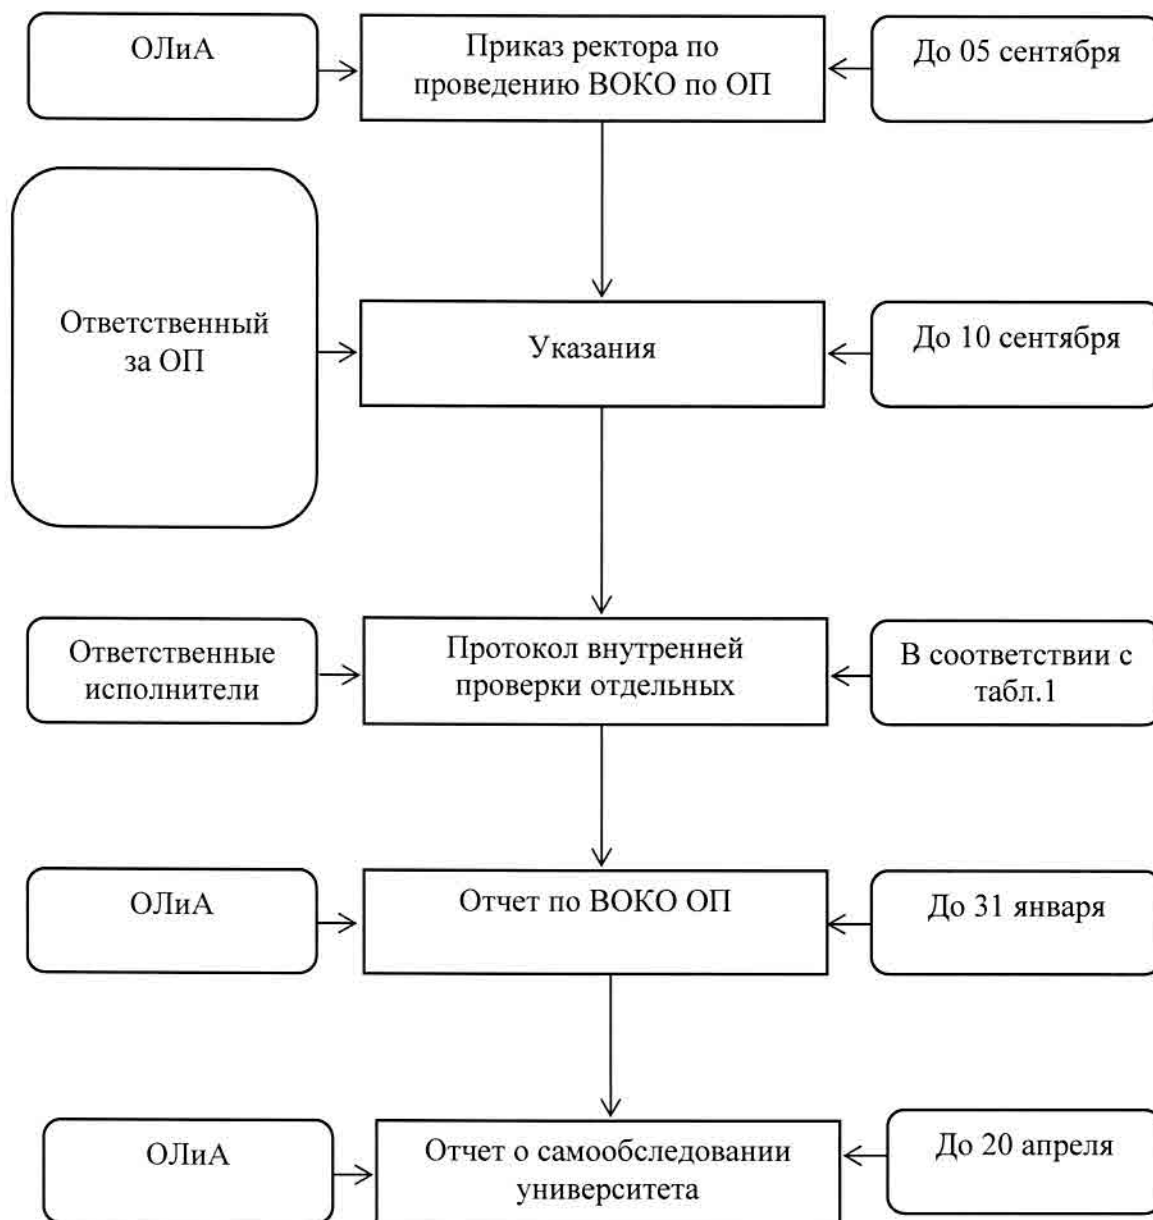 ОЛиА
Приказ ректора по
проведению ВОКО по ОП
До 05 сентября
Ответственный
за ОП
Указания
До 10 сентября
Ответственные
исполнители
Протокол внутренней
проверки отдельных
В соответствии с
табл.1
ОЛиА
Отчет по ВОКО ОП
До 31 января
ОЛиА
Отчет о самообследовании
университета
До 20 апреля